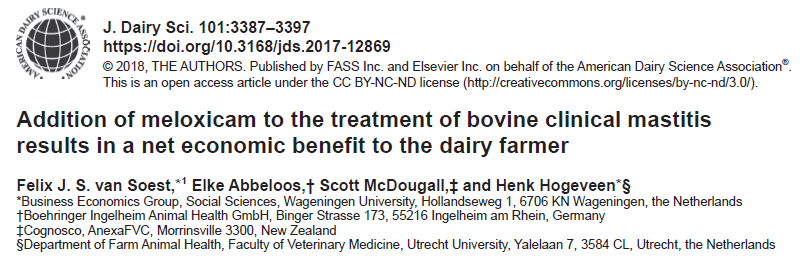 AMERICAN DAIRY SCIENCE ASSOCIATION®
J. Dairy Sci. 101:3387–3397
https://doi.org/10.3168/jds.2017-12869
© 2018, THE AUTHORS. Published by FASS Inc. and Elsevier Inc. on behalf of the American Dairy Science Association®.
This is an open access article under the CC BY-NC-ND license (http://creativecommons.org/licenses/by-nc-nd/3.0/).
Addition of meloxicam to the treatment of bovine clinical mastitis
results in a net economic benefit to the dairy farmer
Felix J. S. van Soest,*¹ Elke Abbeloos,† Scott McDougall,‡ and Henk Hogeveen*§
*Business Economics Group, Social Sciences, Wageningen University, Hollandseweg 1, 6706 KN Wageningen, the Netherlands
†Boehringer Ingelheim Animal Health GmbH, Binger Strasse 173, 55216 Ingelheim am Rhein, Germany
‡Cognosco, AnexaFVC, Morrinsville 3300, New Zealand
§Department of Farm Animal Health, Faculty of Veterinary Medicine, Utrecht University, Yalelaan 7, 3584 CL, Utrecht, the Netherlands